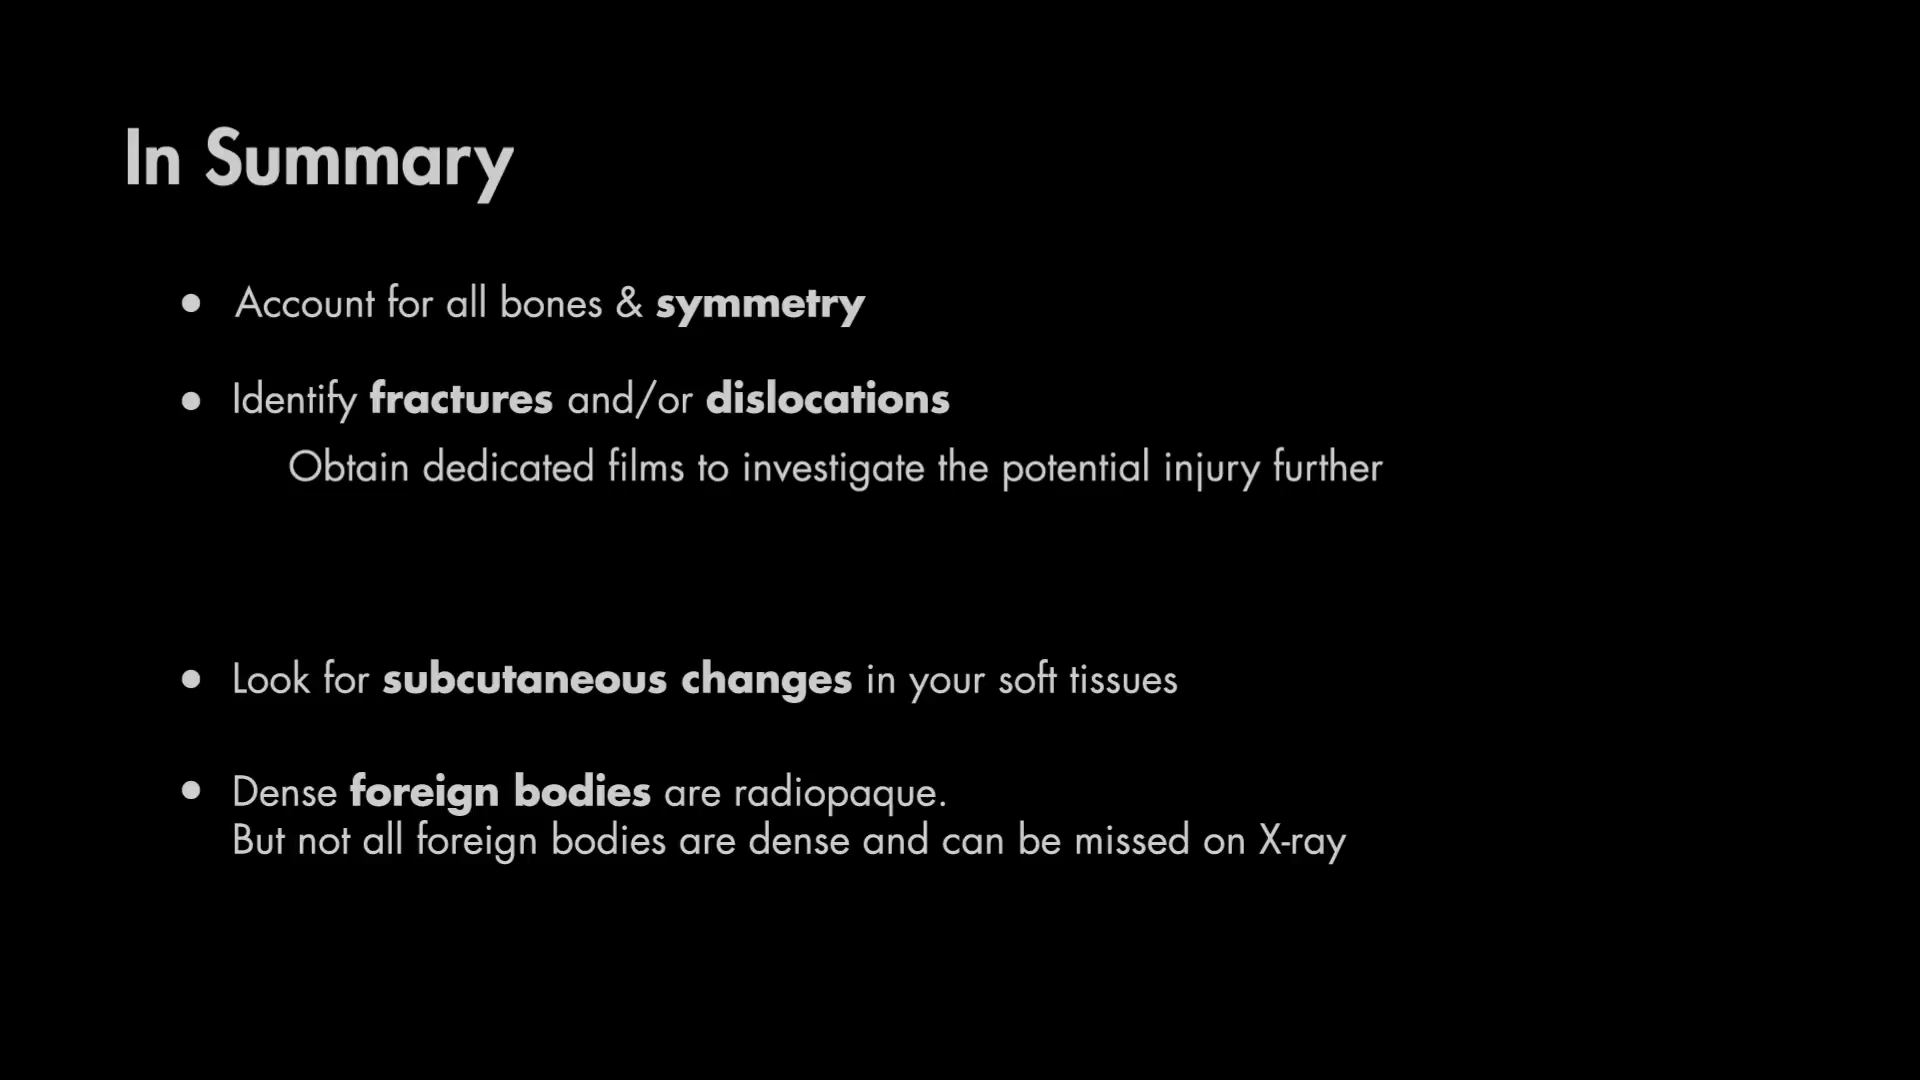 In Summary
● Account for all bones & symmetry
● Identify fractures and/or dislocations
Obtain dedicated films to investigate the potential injury further
● Look for subcutaneous changes in your soft tissues
● Dense foreign bodies are radiopaque.
But not all foreign bodies are dense and can be missed on X-ray